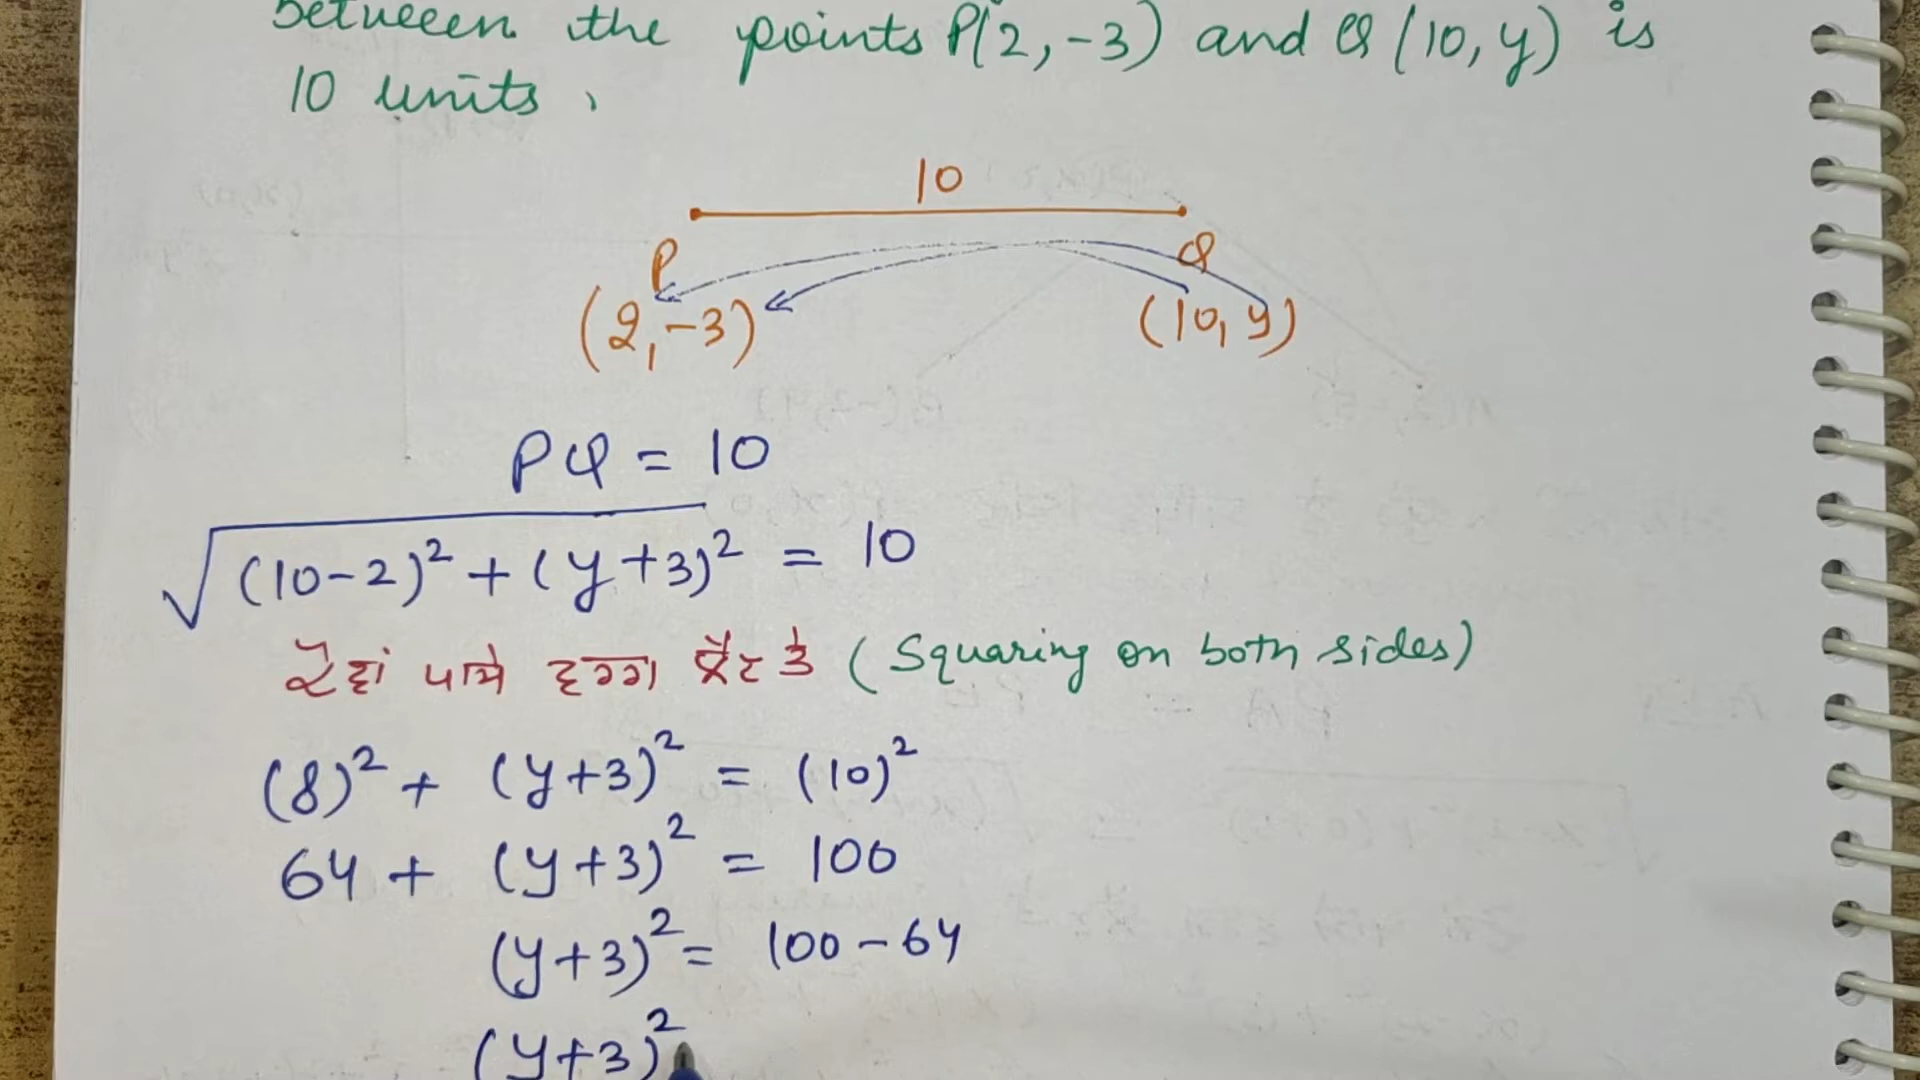 between the points P(2,-3) and Q (10, y) is
10 units.
10
P Q
(2,-3) (10, y)
PQ = 10
√(10-2)² + (y+3)² = 10
ਦੋਹਾਂ ਪਾਸੇ ਵਰਗ ਕਰਣ ਤੇ (Squaring on both sides)
(8)² + (y+3)² = (10)²
64 + (y+3)² = 100
(y+3)² = 100-64
(y+3)²